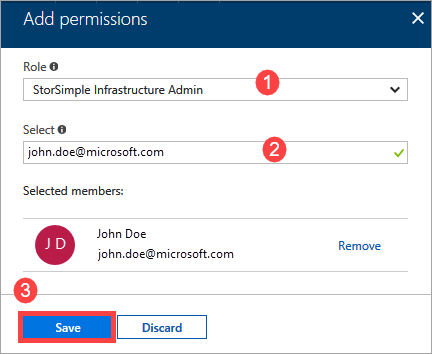 Add permissions
Role
StorSimple Infrastructure Admin
1
Select
john.doe@microsoft.com
2
Selected members:
J D
John Doe
john.doe@microsoft.com
Remove
3
Save
Discard